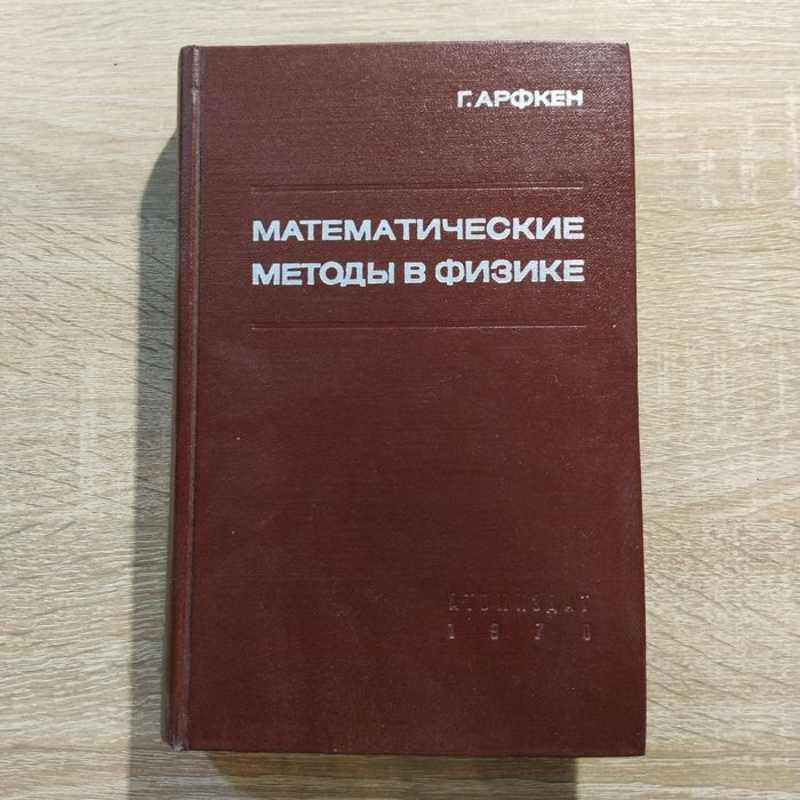 Г. АРФКЕН
МАТЕМАТИЧЕСКИЕ
МЕТОДЫ В ФИЗИКЕ
АТОМИЗДАТ
1970